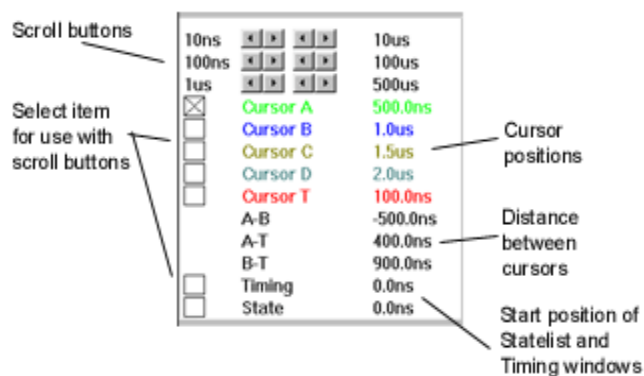 Scroll buttons
10ns 10us
100ns 100us
1us 500us
Select item
for use with
scroll buttons
Cursor A 500.0ns
Cursor B 1.0us
Cursor C 1.5us
Cursor D 2.0us
Cursor T 100.0ns
A-B -500.0ns
A-T 400.0ns
B-T 900.0ns
Timing 0.0ns
State 0.0ns
Cursor
positions
Distance
between
cursors
Start position of
Statelist and
Timing windows